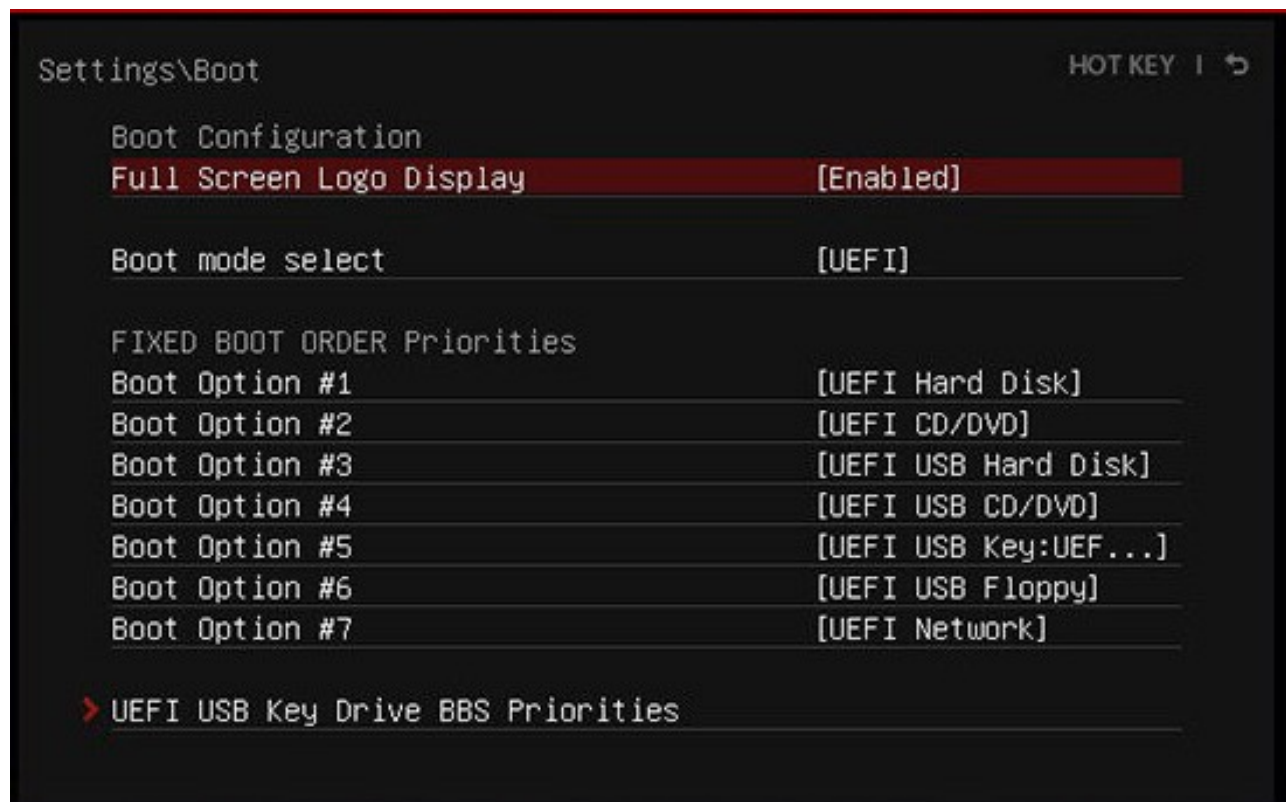 Settings\Boot
HOT KEY |
Boot Configuration
Full Screen Logo Display [Enabled]
Boot mode select [UEFI]
FIXED BOOT ORDER Priorities
Boot Option #1 [UEFI Hard Disk]
Boot Option #2 [UEFI CD/DVD]
Boot Option #3 [UEFI USB Hard Disk]
Boot Option #4 [UEFI USB CD/DVD]
Boot Option #5 [UEFI USB Key:UEF...]
Boot Option #6 [UEFI USB Floppy]
Boot Option #7 [UEFI Network]
UEFI USB Key Drive BBS Priorities